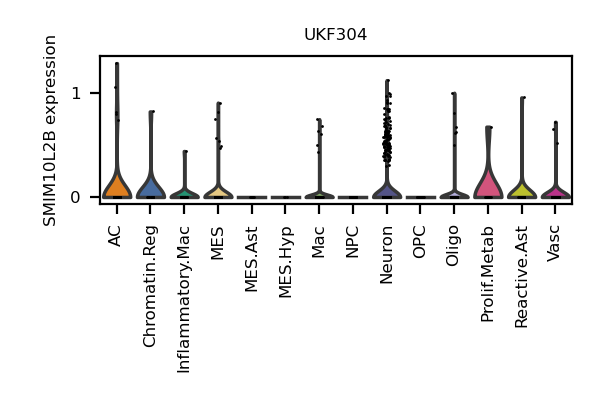 UKF304
SMIM10L2B expression
1
0
AC
Chromatin.Reg
Inflammatory.Mac
MES
MES.Ast
MES.Hyp
Mac
NPC
Neuron
OPC
Oligo
Prolif.Metab
Reactive.Ast
Vasc